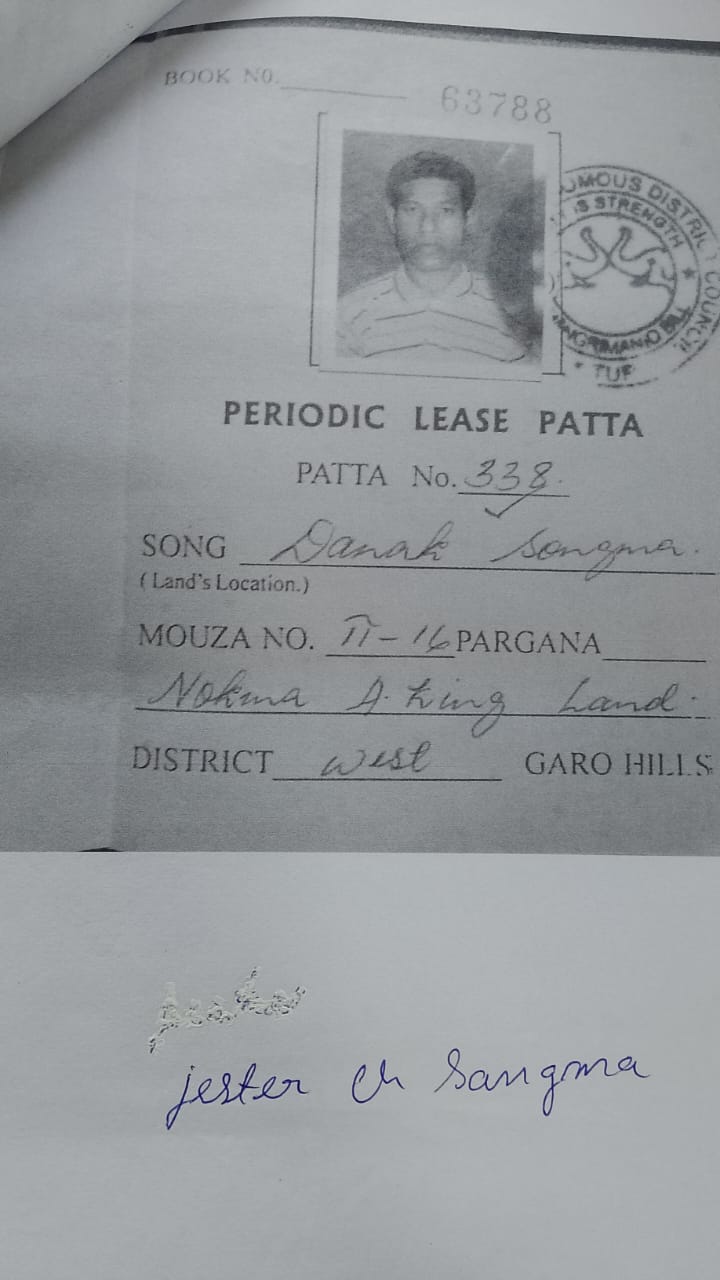 BOOK NO.
63788
PERIODIC LEASE PATTA
PATTA No. 338.
SONG Danak Songma.
(Land's Location.)
MOUZA NO. II-16 PARGANA
Nokma A. King Land.
DISTRICT West GARO HILLS
jester ch Sangma